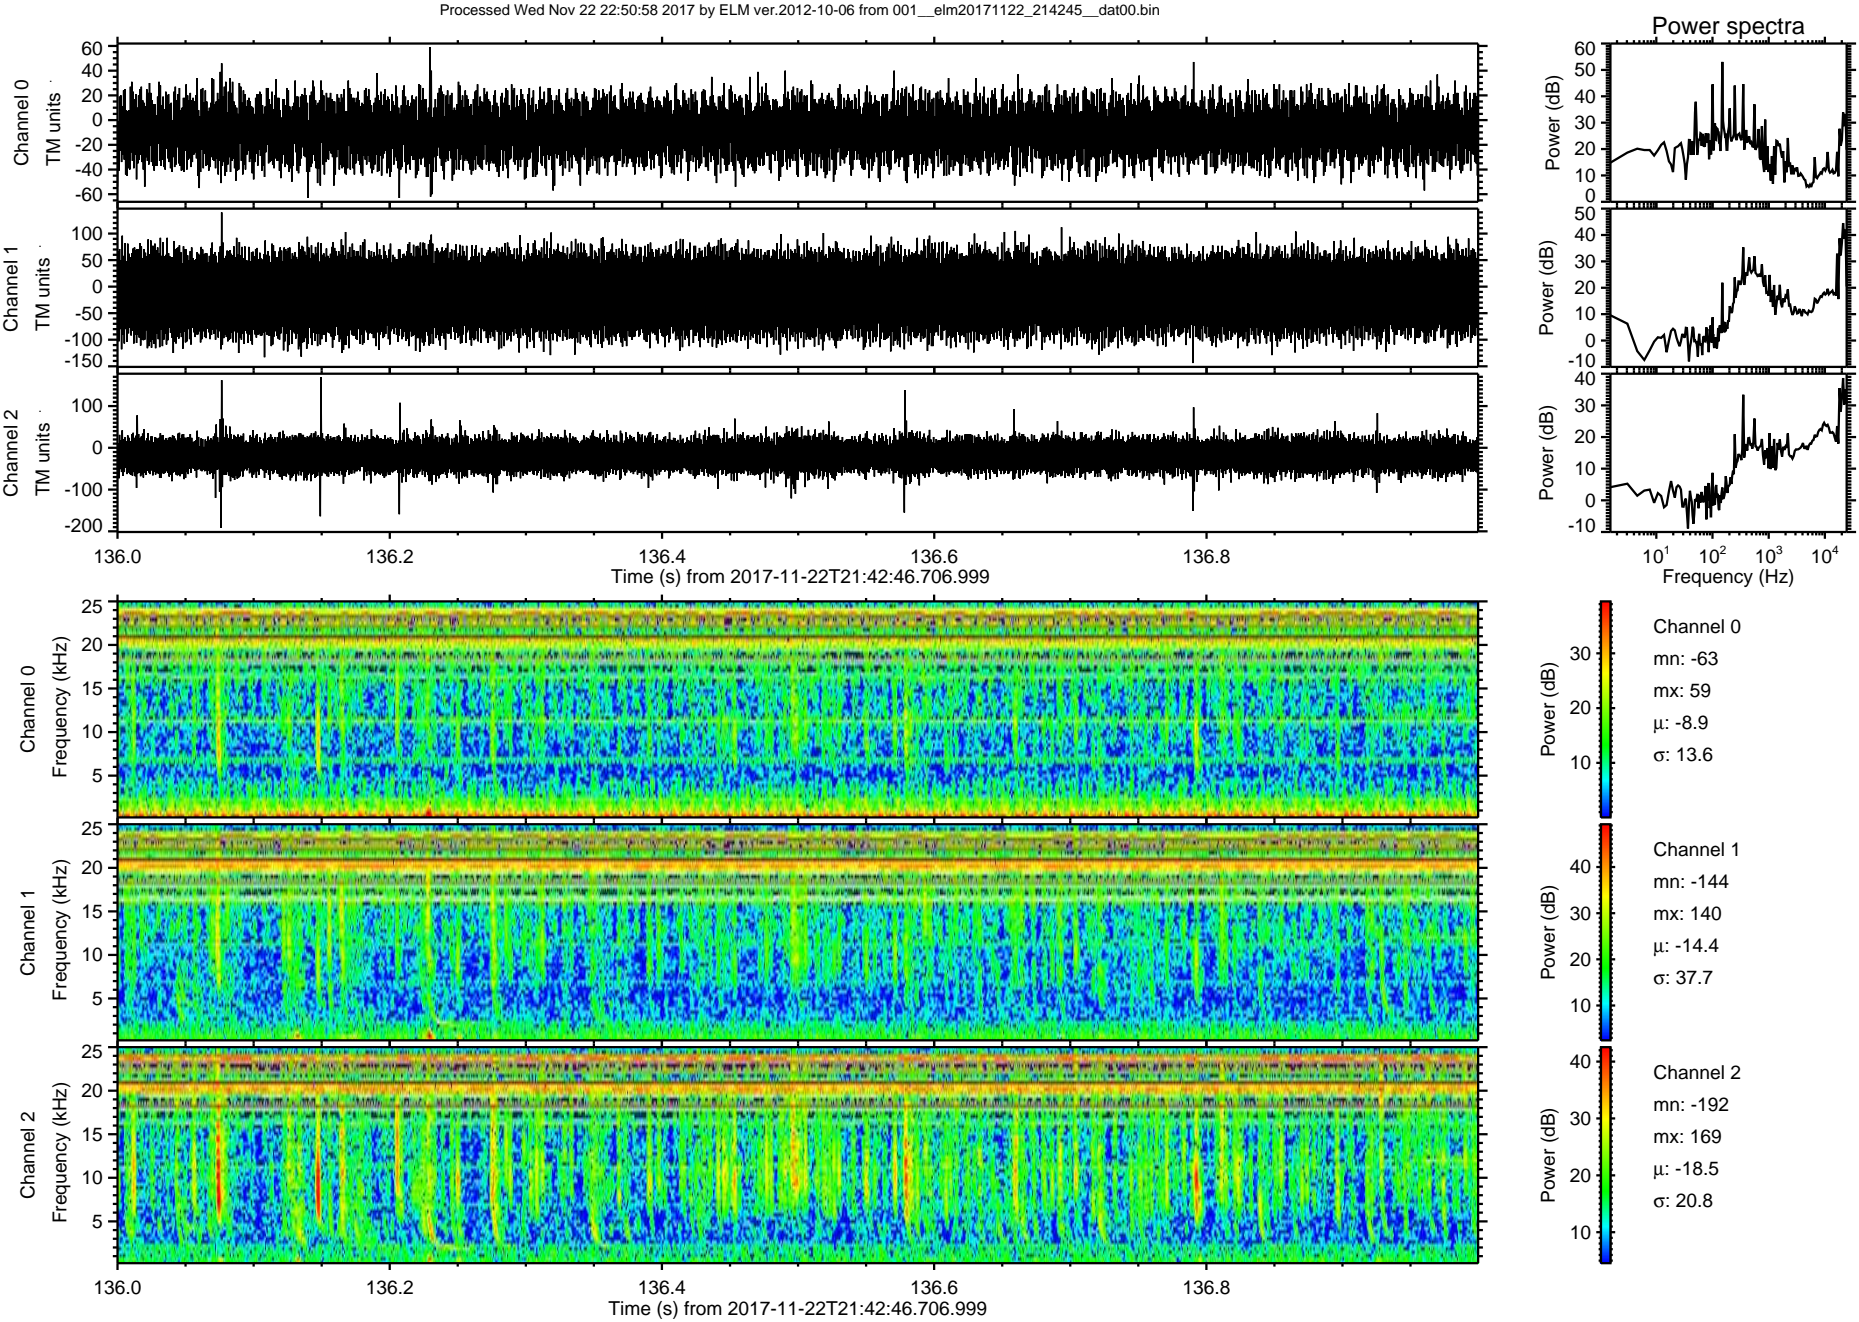 Processed Wed Nov 22 22:50:58 2017 by ELM ver.2012-10-06 from 001__elm20171122_214245__dat00.bin
Power spectra
Channel 0
TM units
60
40
20
0
-20
-40
-60
Power (dB)
60
50
40
30
20
10
0
Channel 1
TM units
100
50
0
-50
-100
-150
Power (dB)
50
40
30
20
10
0
-10
Channel 2
TM units
100
0
-100
-200
Power (dB)
40
30
20
10
0
-10
136.0 136.2 136.4 136.6 136.8
Time (s) from 2017-11-22T21:42:46.706.999
10¹ 10² 10³ 10⁴
Frequency (Hz)
Channel 0
Frequency (kHz)
25
20
15
10
5
Power (dB)
30
20
10
Channel 0
mn: -63
mx: 59
μ: -8.9
σ: 13.6
Channel 1
Frequency (kHz)
25
20
15
10
5
Power (dB)
40
30
20
10
Channel 1
mn: -144
mx: 140
μ: -14.4
σ: 37.7
Channel 2
Frequency (kHz)
25
20
15
10
5
Power (dB)
40
30
20
10
Channel 2
mn: -192
mx: 169
μ: -18.5
σ: 20.8
136.0 136.2 136.4 136.6 136.8
Time (s) from 2017-11-22T21:42:46.706.999